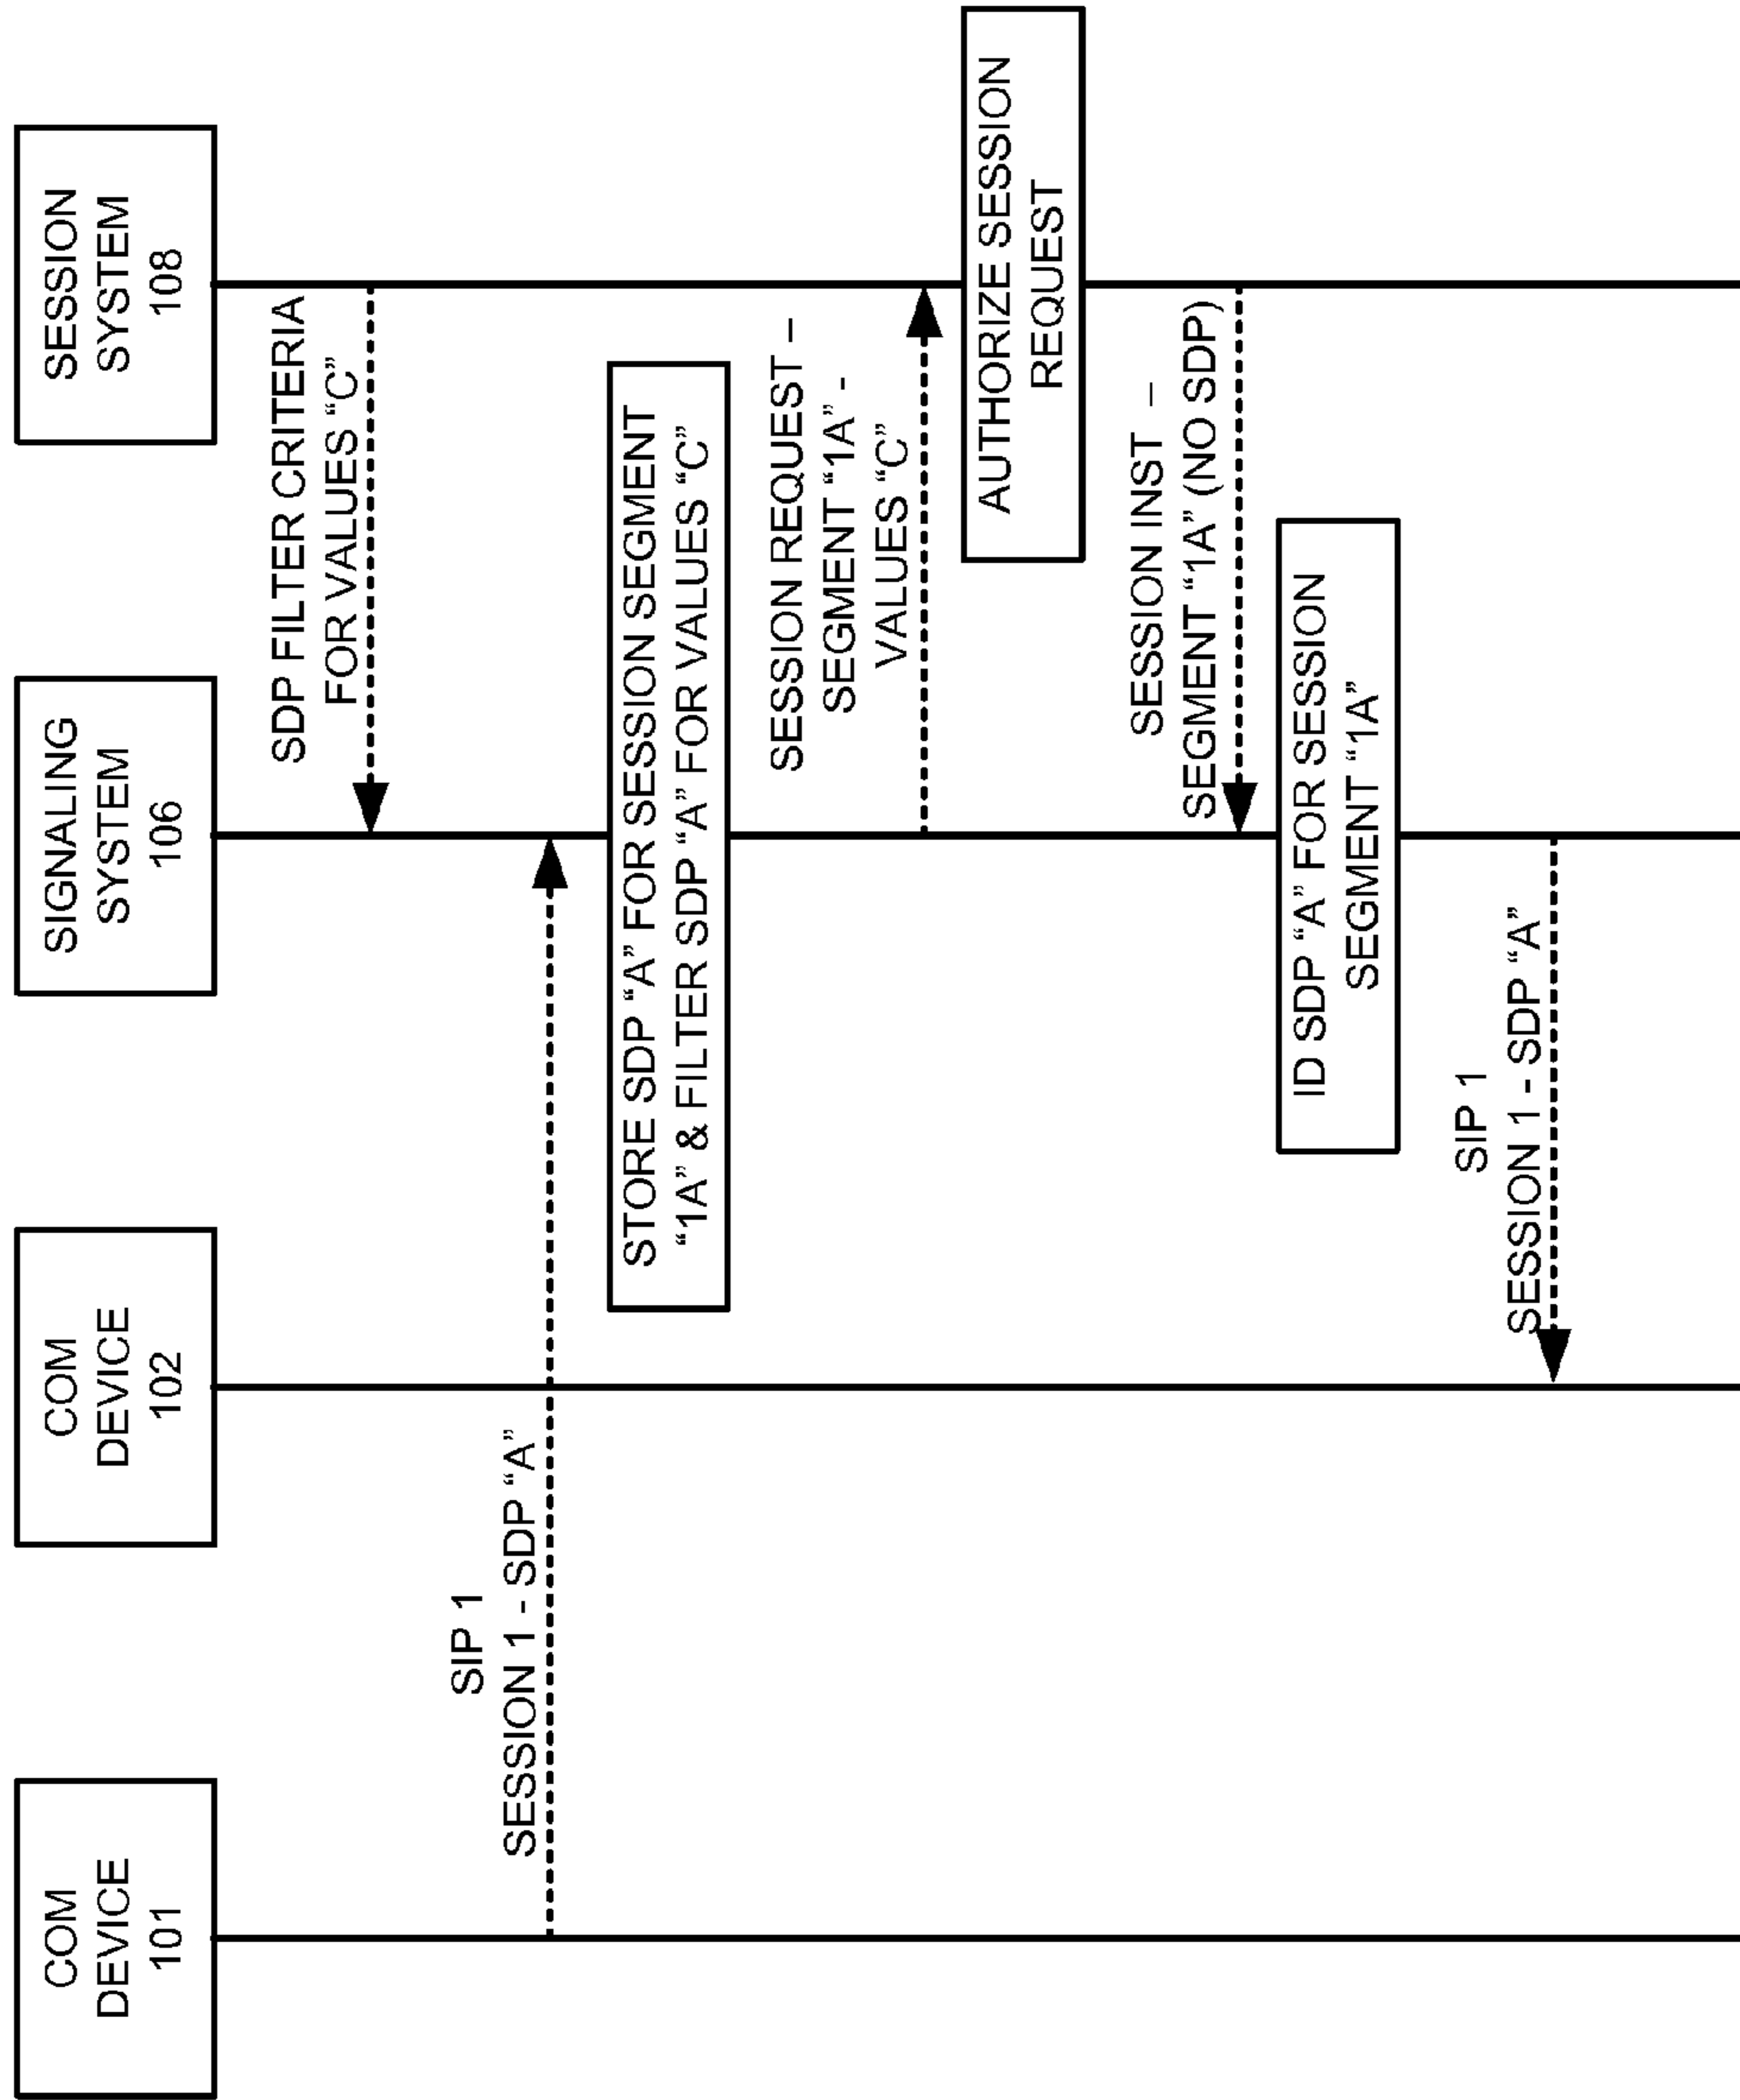 COM
DEVICE
101
COM
DEVICE
102
SIGNALING
SYSTEM
106
SESSION
SYSTEM
108
SDP FILTER CRITERIA
FOR VALUES “C”
SIP 1
SESSION 1 - SDP “A”
STORE SDP “A” FOR SESSION SEGMENT
“1A” & FILTER SDP “A” FOR VALUES “C”
SESSION REQUEST –
SEGMENT “1A” -
VALUES “C”
AUTHORIZE SESSION
REQUEST
SESSION INST –
SEGMENT “1A” (NO SDP)
ID SDP “A” FOR SESSION
SEGMENT “1A”
SIP 1
SESSION 1 - SDP “A”